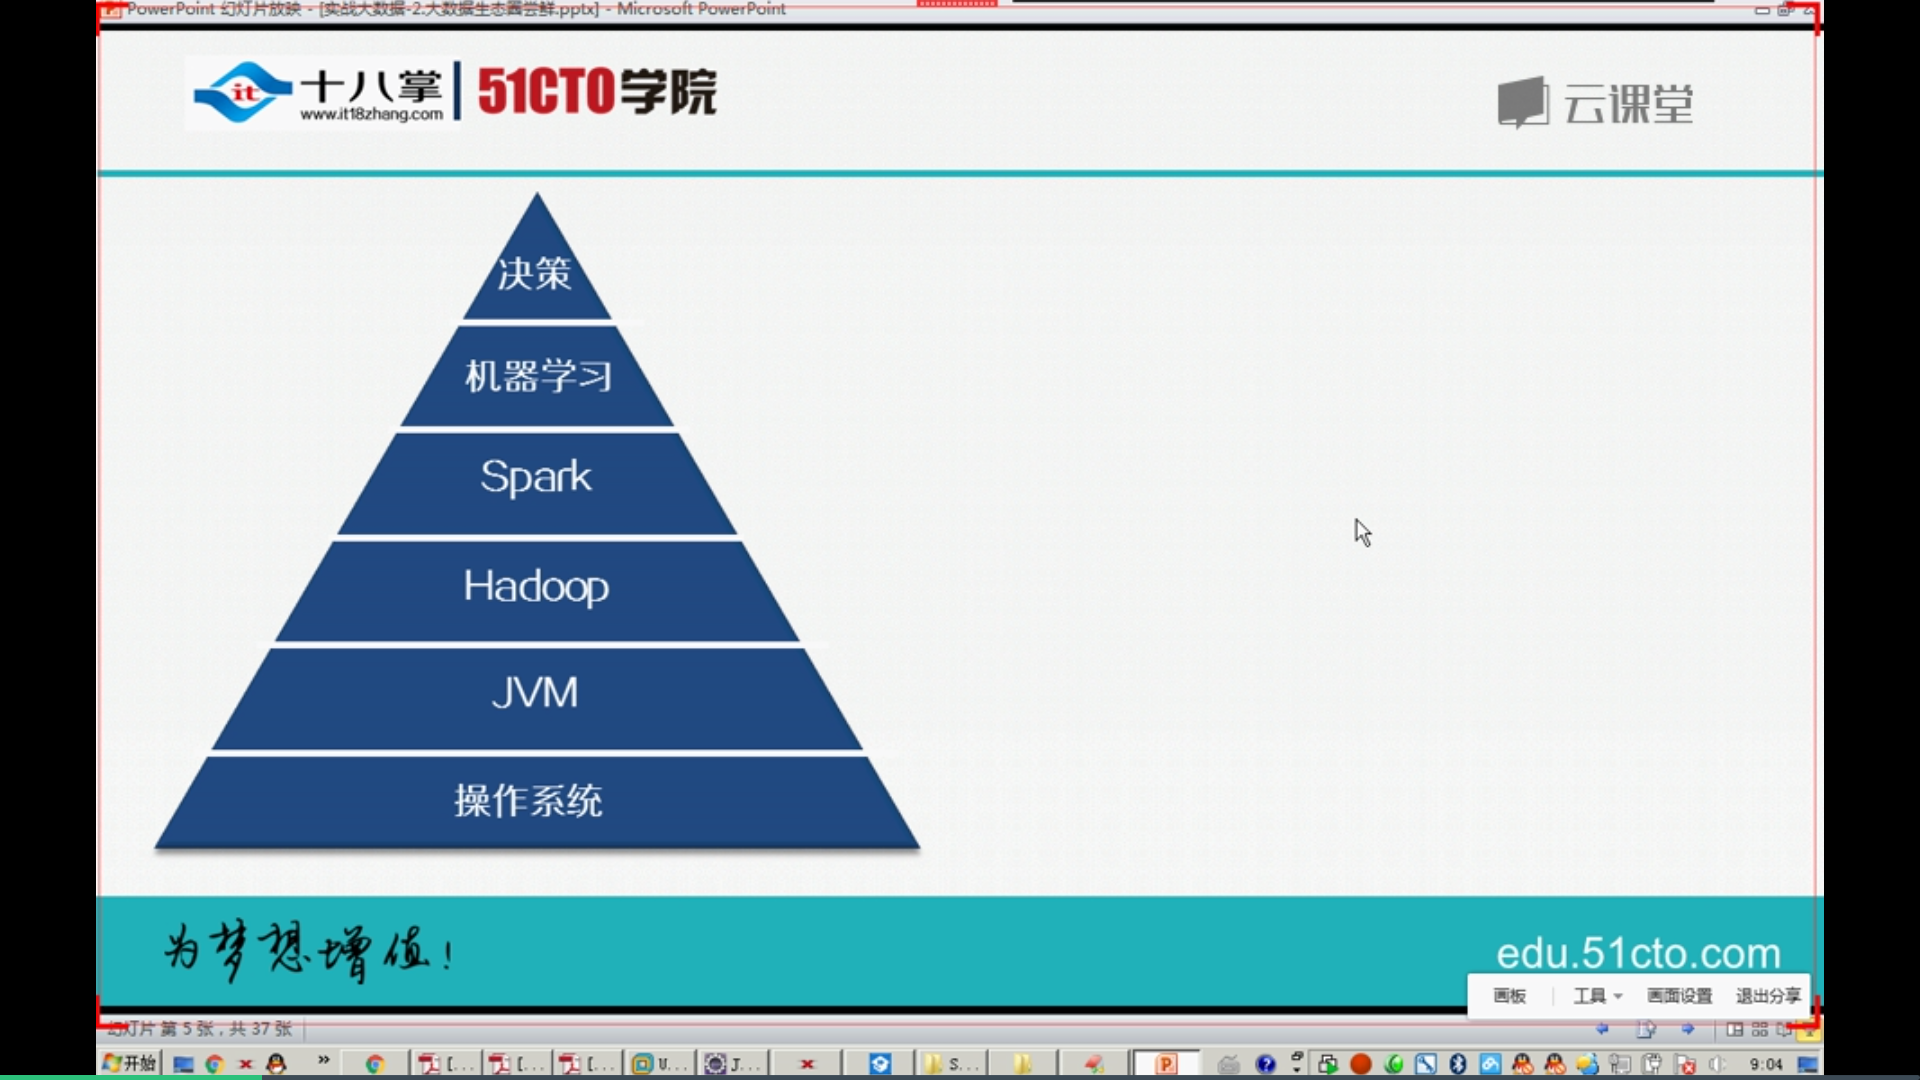 PowerPoint 幻灯片放映 - [实战大数据-2.大数据生态圈尝鲜.pptx] - Microsoft PowerPoint
it 十八掌 51CTO学院
www.it18zhang.com
云课堂
决策
机器学习
Spark
Hadoop
JVM
操作系统
为梦想增值!
edu.51cto.com
画板 工具 画面设置 退出分享
幻灯片 第 5 张，共 37 张
开始 » [... [... [... U... J... S... 9:04